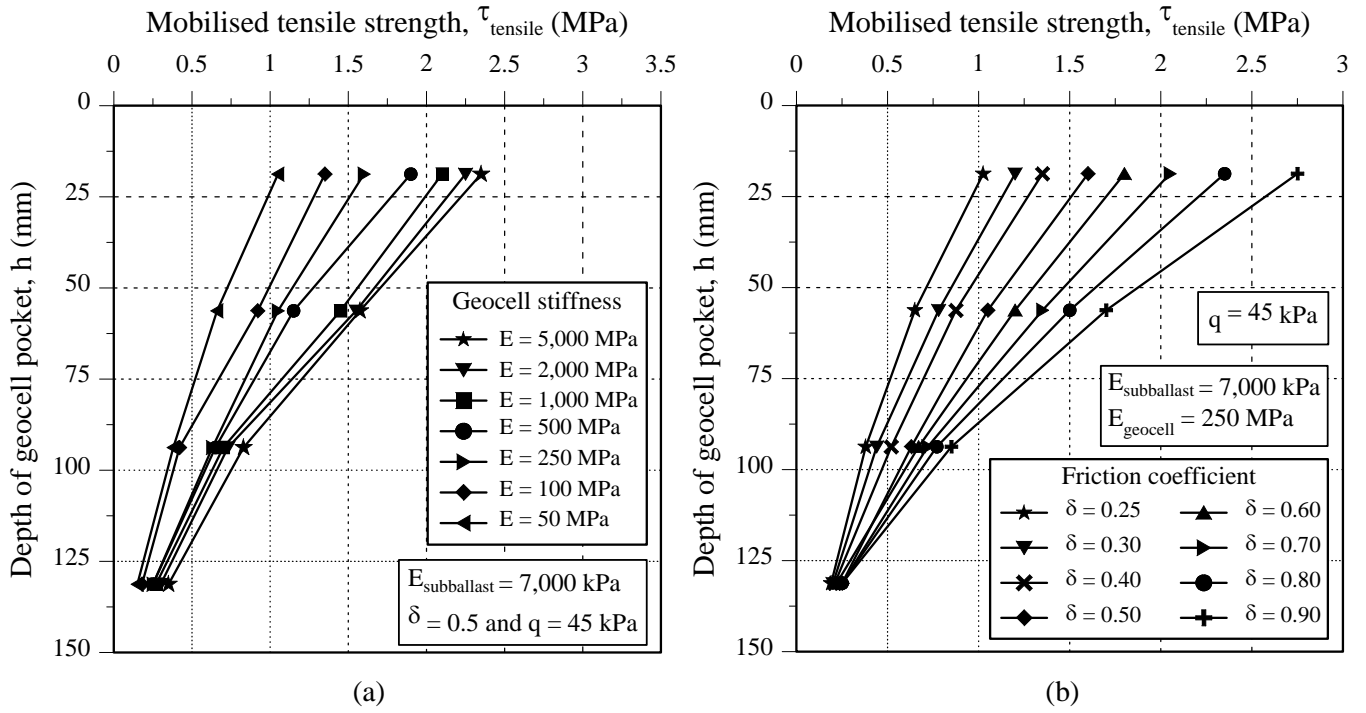 Mobilised tensile strength, τtensile (MPa)
0 0.5 1 1.5 2 2.5 3 3.5
Depth of geocell pocket, h (mm)
0
25
50
75
100
125
150
Geocell stiffness
E = 5,000 MPa
E = 2,000 MPa
E = 1,000 MPa
E = 500 MPa
E = 250 MPa
E = 100 MPa
E = 50 MPa
Esubballast = 7,000 kPa
δ = 0.5 and q = 45 kPa
(a)
Mobilised tensile strength, τtensile (MPa)
0 0.5 1 1.5 2 2.5 3
Depth of geocell pocket, h (mm)
0
25
50
75
100
125
150
q = 45 kPa
Esubballast = 7,000 kPa
Egeocell = 250 MPa
Friction coefficient
δ = 0.25 δ = 0.60
δ = 0.30 δ = 0.70
δ = 0.40 δ = 0.80
δ = 0.50 δ = 0.90
(b)